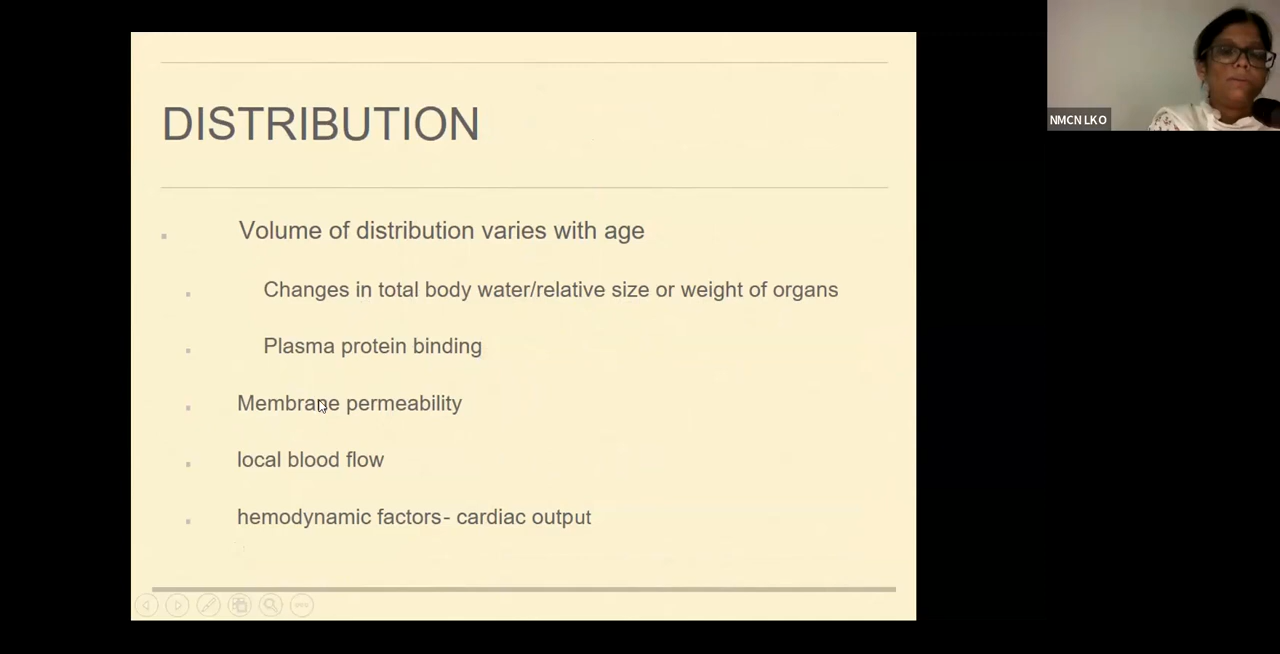 DISTRIBUTION
Volume of distribution varies with age
Changes in total body water/relative size or weight of organs
Plasma protein binding
Membrane permeability
local blood flow
hemodynamic factors- cardiac output
NMCN LKO